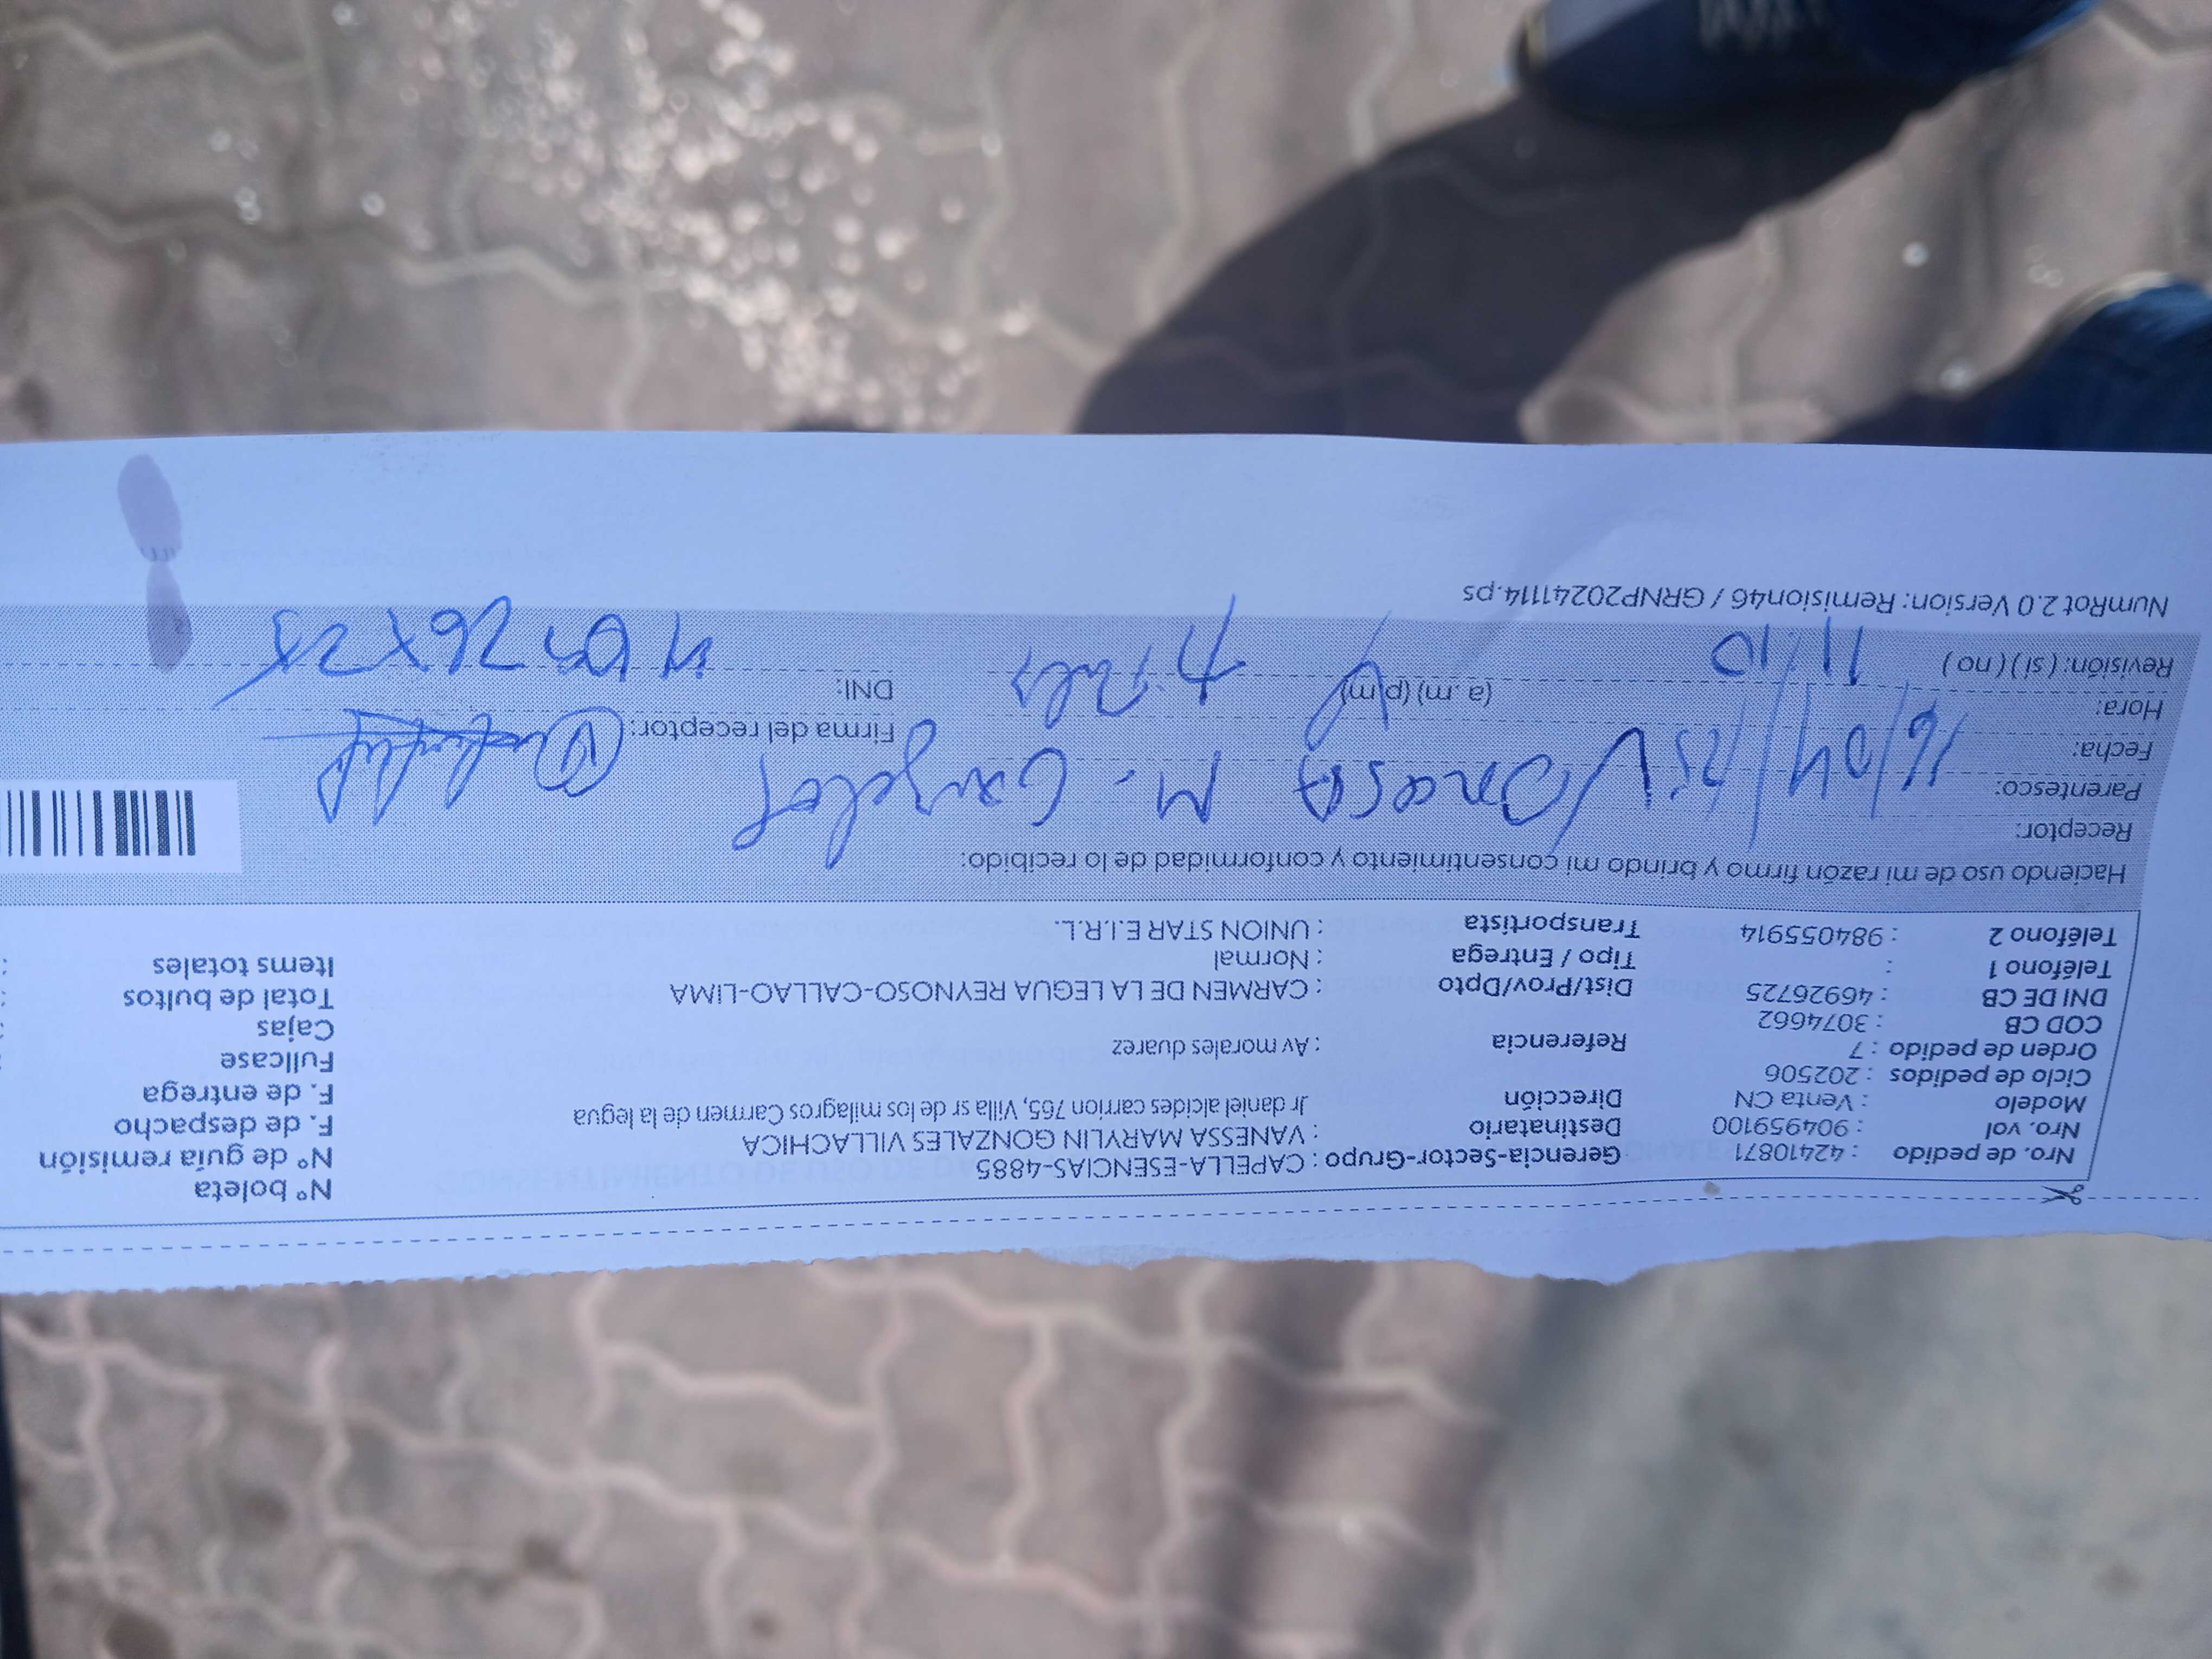 Nro. de pedido : 42410871 Gerencia-Sector-Grupo : CAPELLA-ESENCIAS-4885 N° boleta
Nro. vol : 904959100 Destinatario : VANESSA MARYLIN GONZALES VILLACHICA N° de guía remisión
Modelo : Venta CN Dirección Jr daniel alcides carrion 765, Villa sr de los milagros Carmen de la legua F. de despacho
Ciclo de pedidos : 202506 F. de entrega
Orden de pedido : 7 Referencia : Av morales duarez Fullcase
COD CB : 3074662 Cajas
DNI DE CB : 46926725 Dist/Prov/Dpto : CARMEN DE LA LEGUA REYNOSO-CALLAO-LIMA Total de bultos
Teléfono 1 : Tipo / Entrega : Normal Items totales
Teléfono 2 : 984055914 Transportista : UNION STAR E.I.R.L.
Haciendo uso de mi razón firmo y brindo mi consentimiento y conformidad de lo recibido:
Receptor: M.
Parentesco:
Fecha: 16/04/25 Firma del receptor:
Hora: (a. m) (p.m) DNI:
Revisión: ( si ) ( no ) 11:10
NumRot 2.0 Version: Remision46 / GRNP20241114.ps